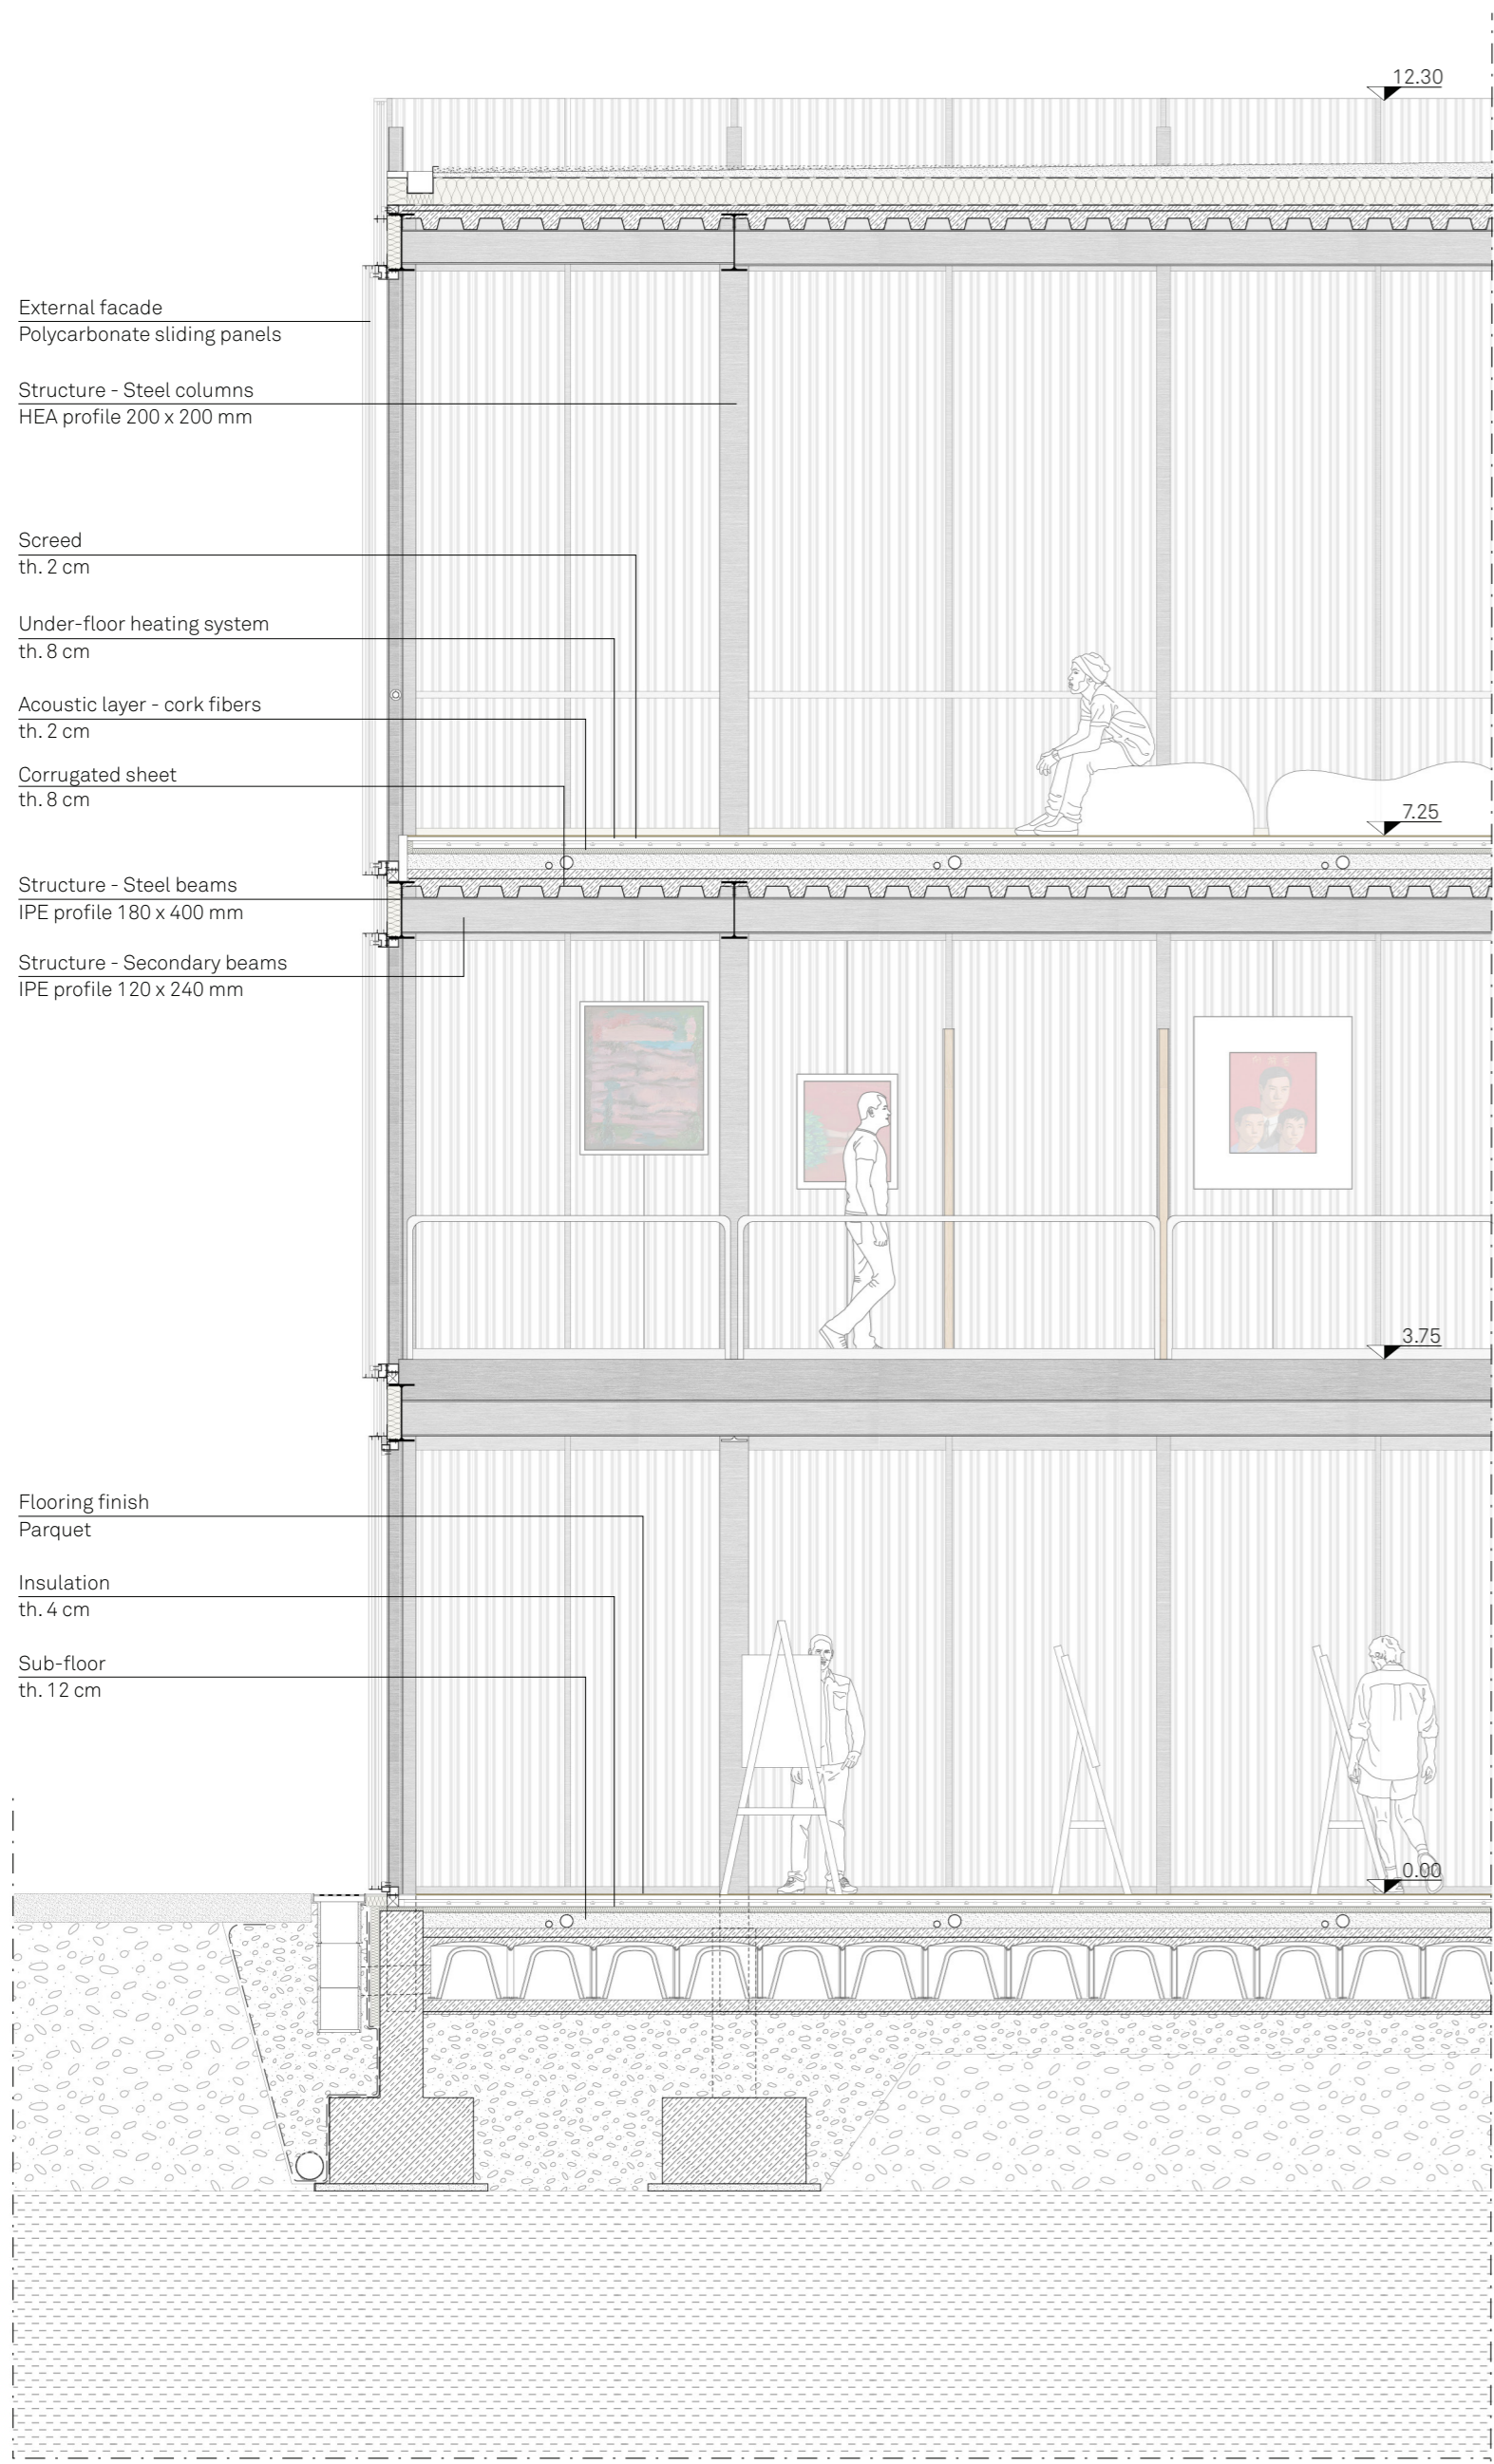 12.30
External facade
Polycarbonate sliding panels
Structure - Steel columns
HEA profile 200 x 200 mm
Screed
th. 2 cm
Under-floor heating system
th. 8 cm
Acoustic layer - cork fibers
th. 2 cm
Corrugated sheet
th. 8 cm
7.25
Structure - Steel beams
IPE profile 180 x 400 mm
Structure - Secondary beams
IPE profile 120 x 240 mm
3.75
Flooring finish
Parquet
Insulation
th. 4 cm
Sub-floor
th. 12 cm
0.00